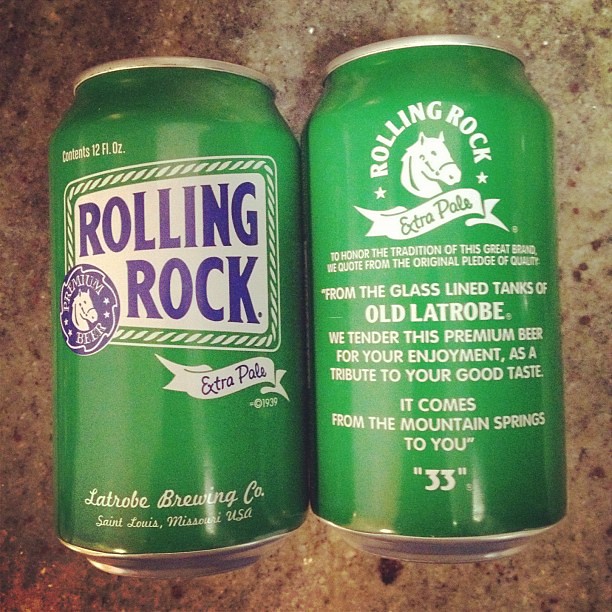 Contents 12 Fl. Oz.
ROLLING
ROCK.
PREMIUM
BEER
Extra Pale
©1939
Latrobe Brewing Co.
Saint Louis, Missouri USA
ROLLING ROCK
Extra Pale
TO HONOR THE TRADITION OF THIS GREAT BRAND,
WE QUOTE FROM THE ORIGINAL PLEDGE OF QUALITY:
"FROM THE GLASS LINED TANKS OF
OLD LATROBE®
WE TENDER THIS PREMIUM BEER
FOR YOUR ENJOYMENT, AS A
TRIBUTE TO YOUR GOOD TASTE.
IT COMES
FROM THE MOUNTAIN SPRINGS
TO YOU"
"33"®